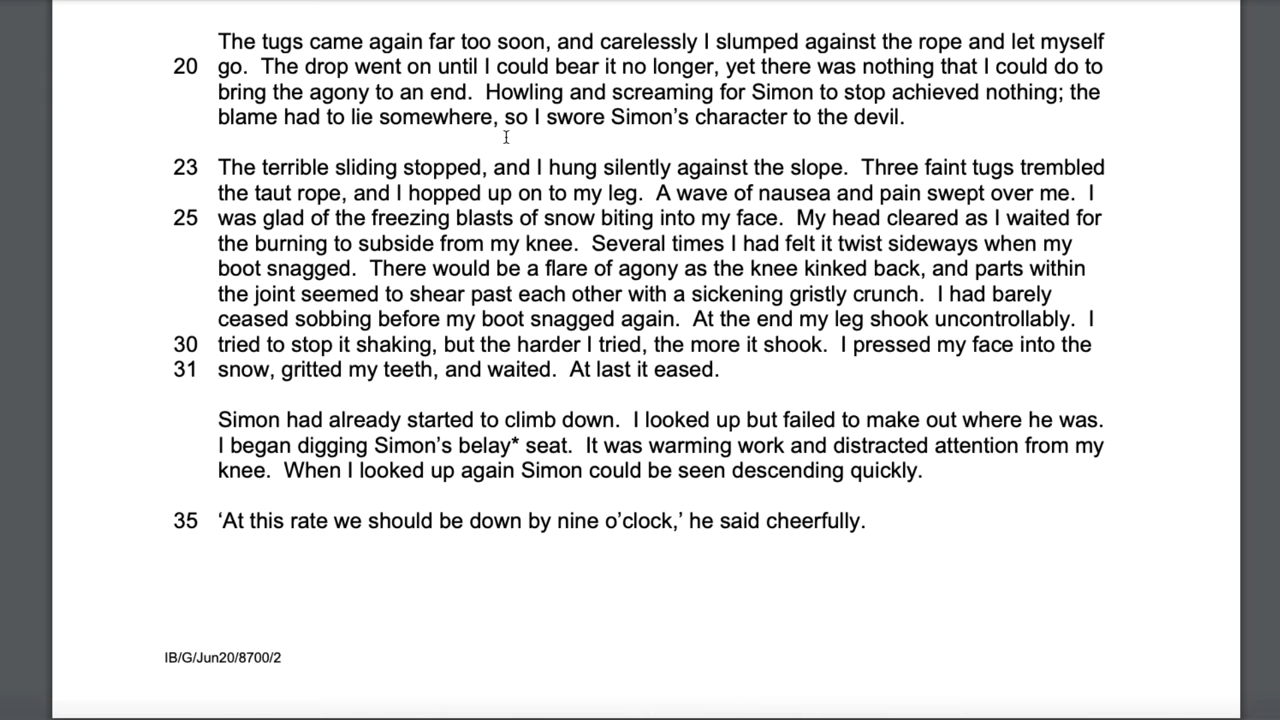 The tugs came again far too soon, and carelessly I slumped against the rope and let myself
20 go. The drop went on until I could bear it no longer, yet there was nothing that I could do to
bring the agony to an end. Howling and screaming for Simon to stop achieved nothing; the
blame had to lie somewhere, so I swore Simon’s character to the devil.
23 The terrible sliding stopped, and I hung silently against the slope. Three faint tugs trembled
the taut rope, and I hopped up on to my leg. A wave of nausea and pain swept over me. I
25 was glad of the freezing blasts of snow biting into my face. My head cleared as I waited for
the burning to subside from my knee. Several times I had felt it twist sideways when my
boot snagged. There would be a flare of agony as the knee kinked back, and parts within
the joint seemed to shear past each other with a sickening gristly crunch. I had barely
ceased sobbing before my boot snagged again. At the end my leg shook uncontrollably. I
30 tried to stop it shaking, but the harder I tried, the more it shook. I pressed my face into the
31 snow, gritted my teeth, and waited. At last it eased.
Simon had already started to climb down. I looked up but failed to make out where he was.
I began digging Simon’s belay* seat. It was warming work and distracted attention from my
knee. When I looked up again Simon could be seen descending quickly.
35 ‘At this rate we should be down by nine o’clock,’ he said cheerfully.
IB/G/Jun20/8700/2